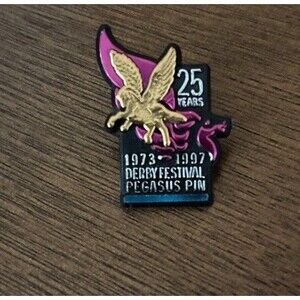 25
YEARS
1973 • 1997
DERBY FESTIVAL
PEGASUS PIN